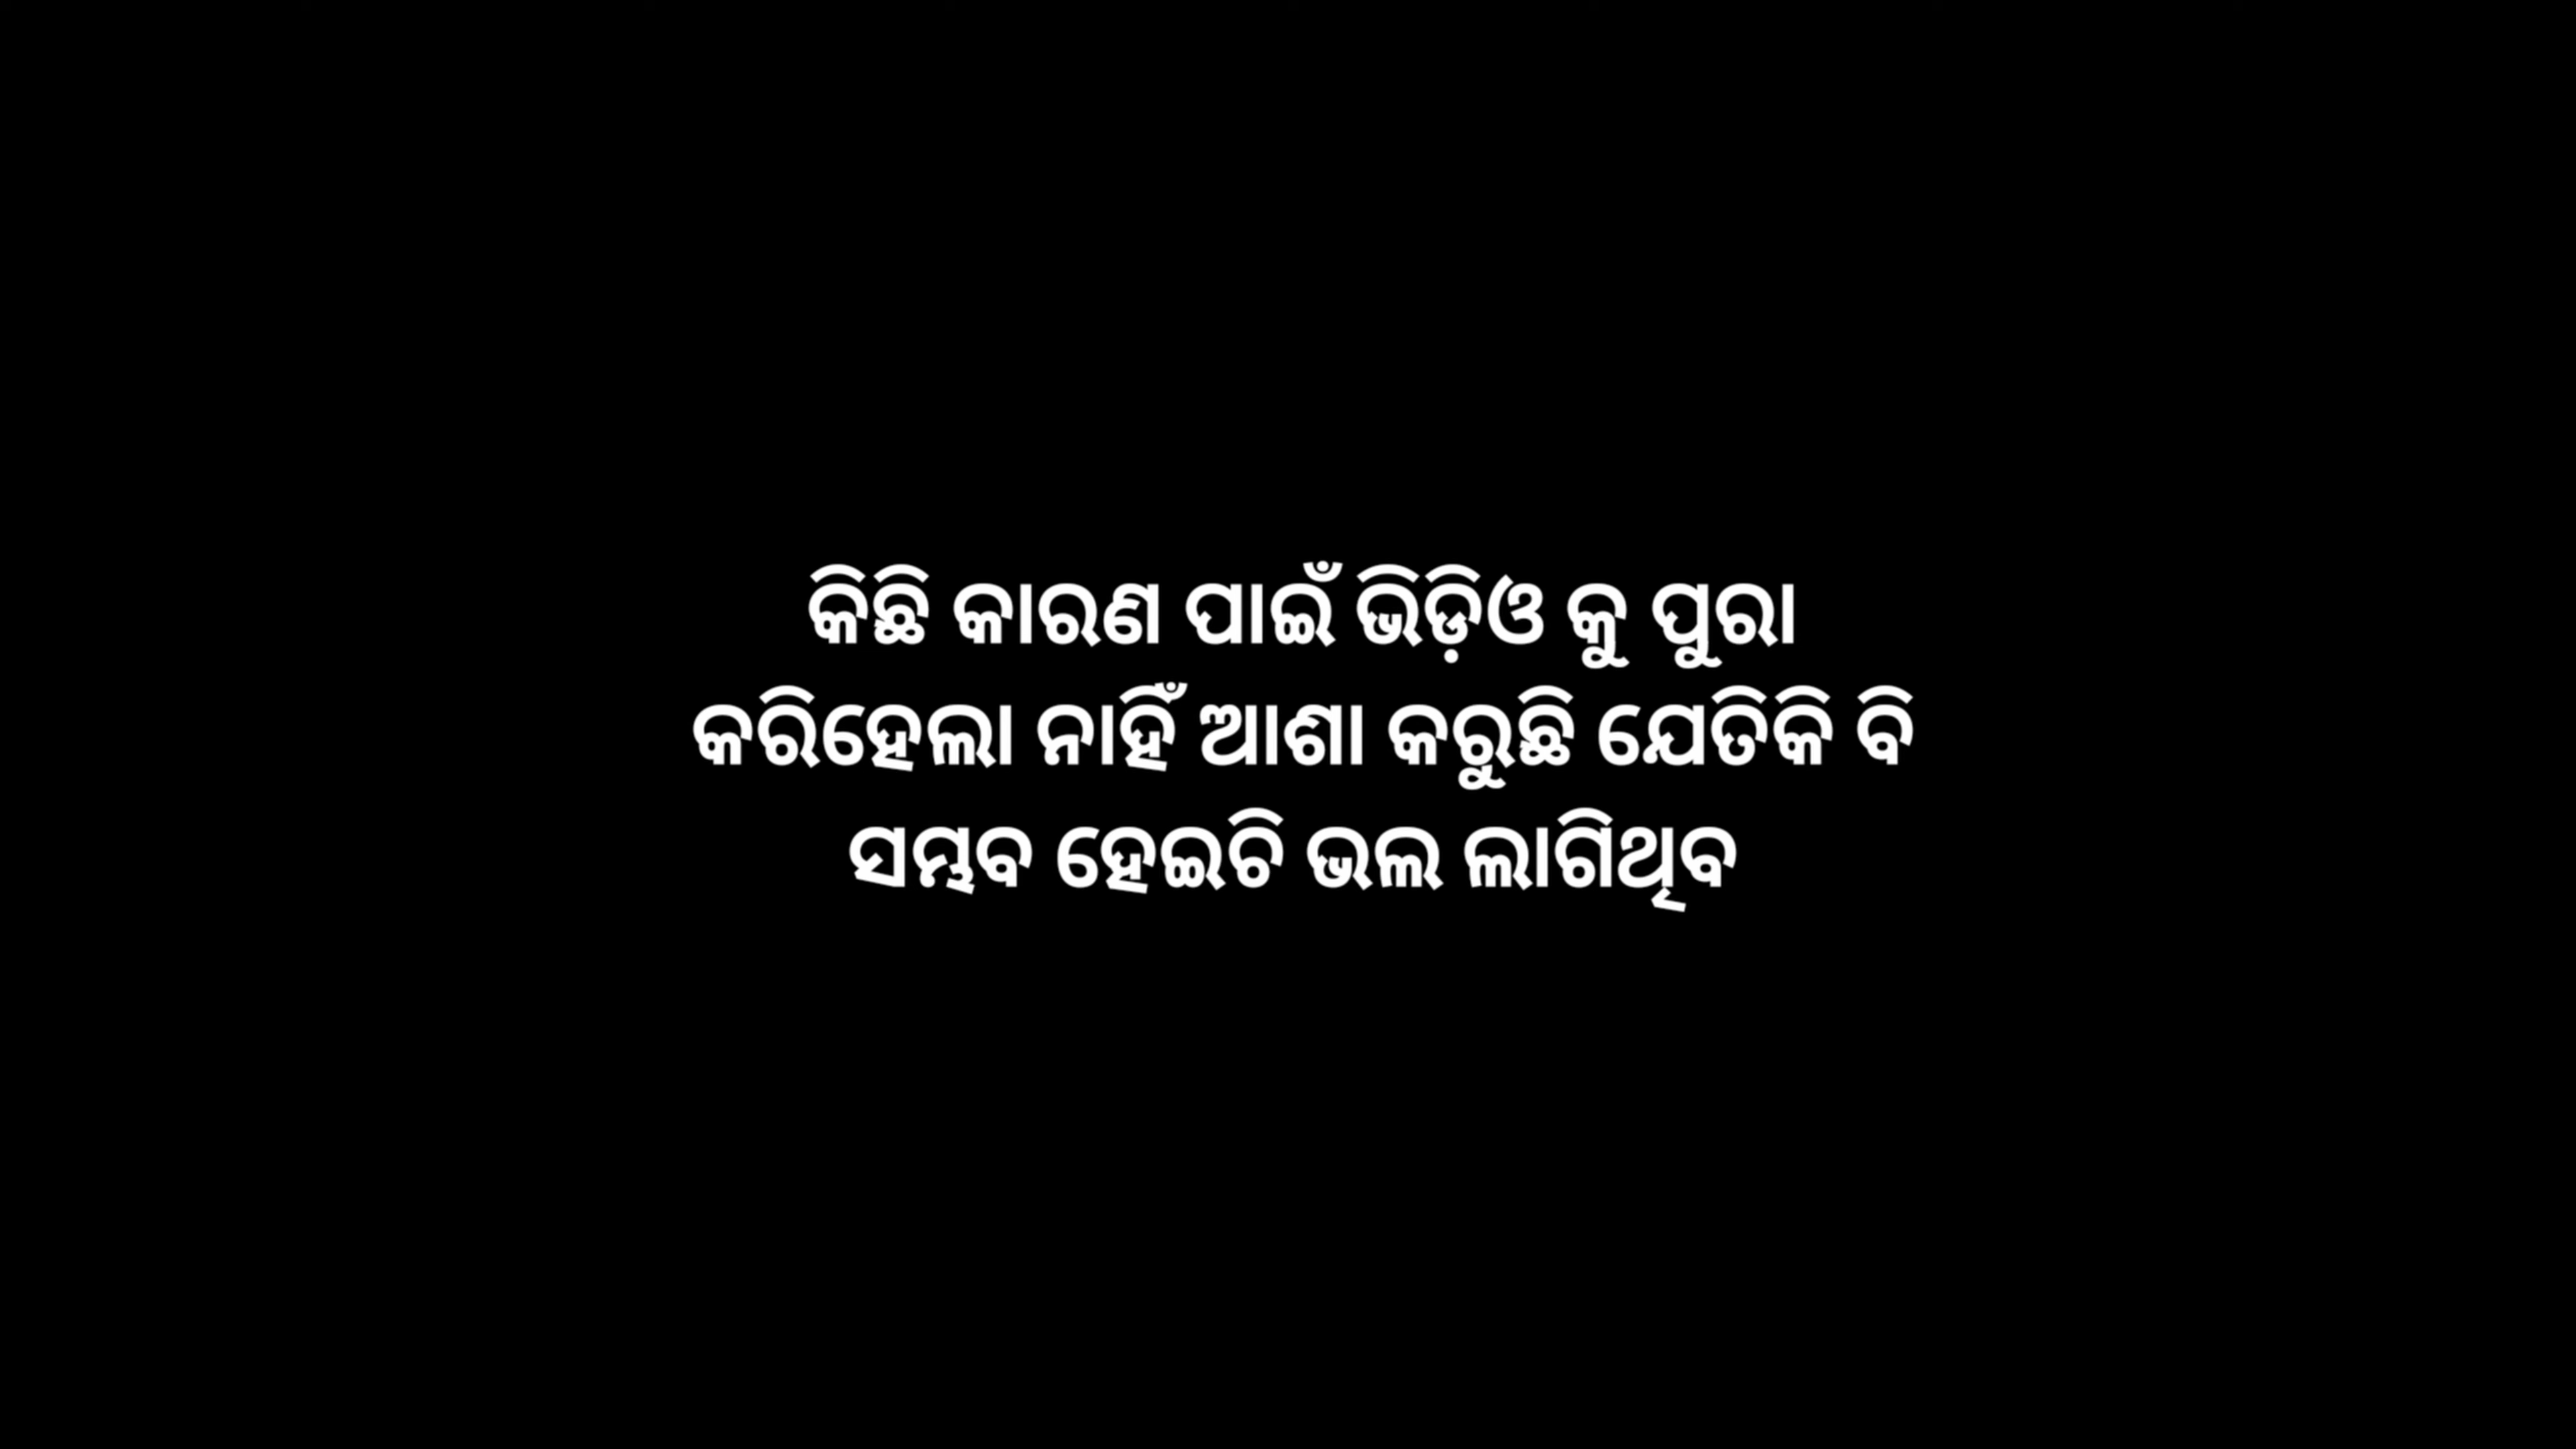 କିଛି କାରଣ ପାଇଁ ଭିଡ଼ିଓ କୁ ପୁରା
କରିହେଲା ନାହିଁ ଆଶା କରୁଛି ଯେତିକି ବି
ସମ୍ଭବ ହେଇଚି ଭଲ ଲାଗିଥିବ